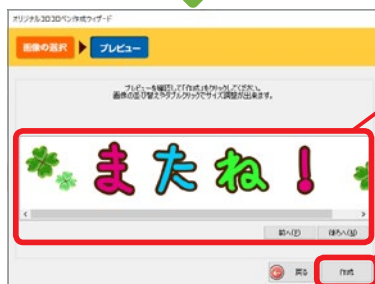 オリジナル3D3Dペン作成ウィザード
画像の選択 プレビュー
プレビューを確認して「作成」をクリックしてください。
画像の並び替えやダブルクリックでサイズ調整が出来ます。
またね!
前へ(P) 後ろへ(N)
戻る 作成